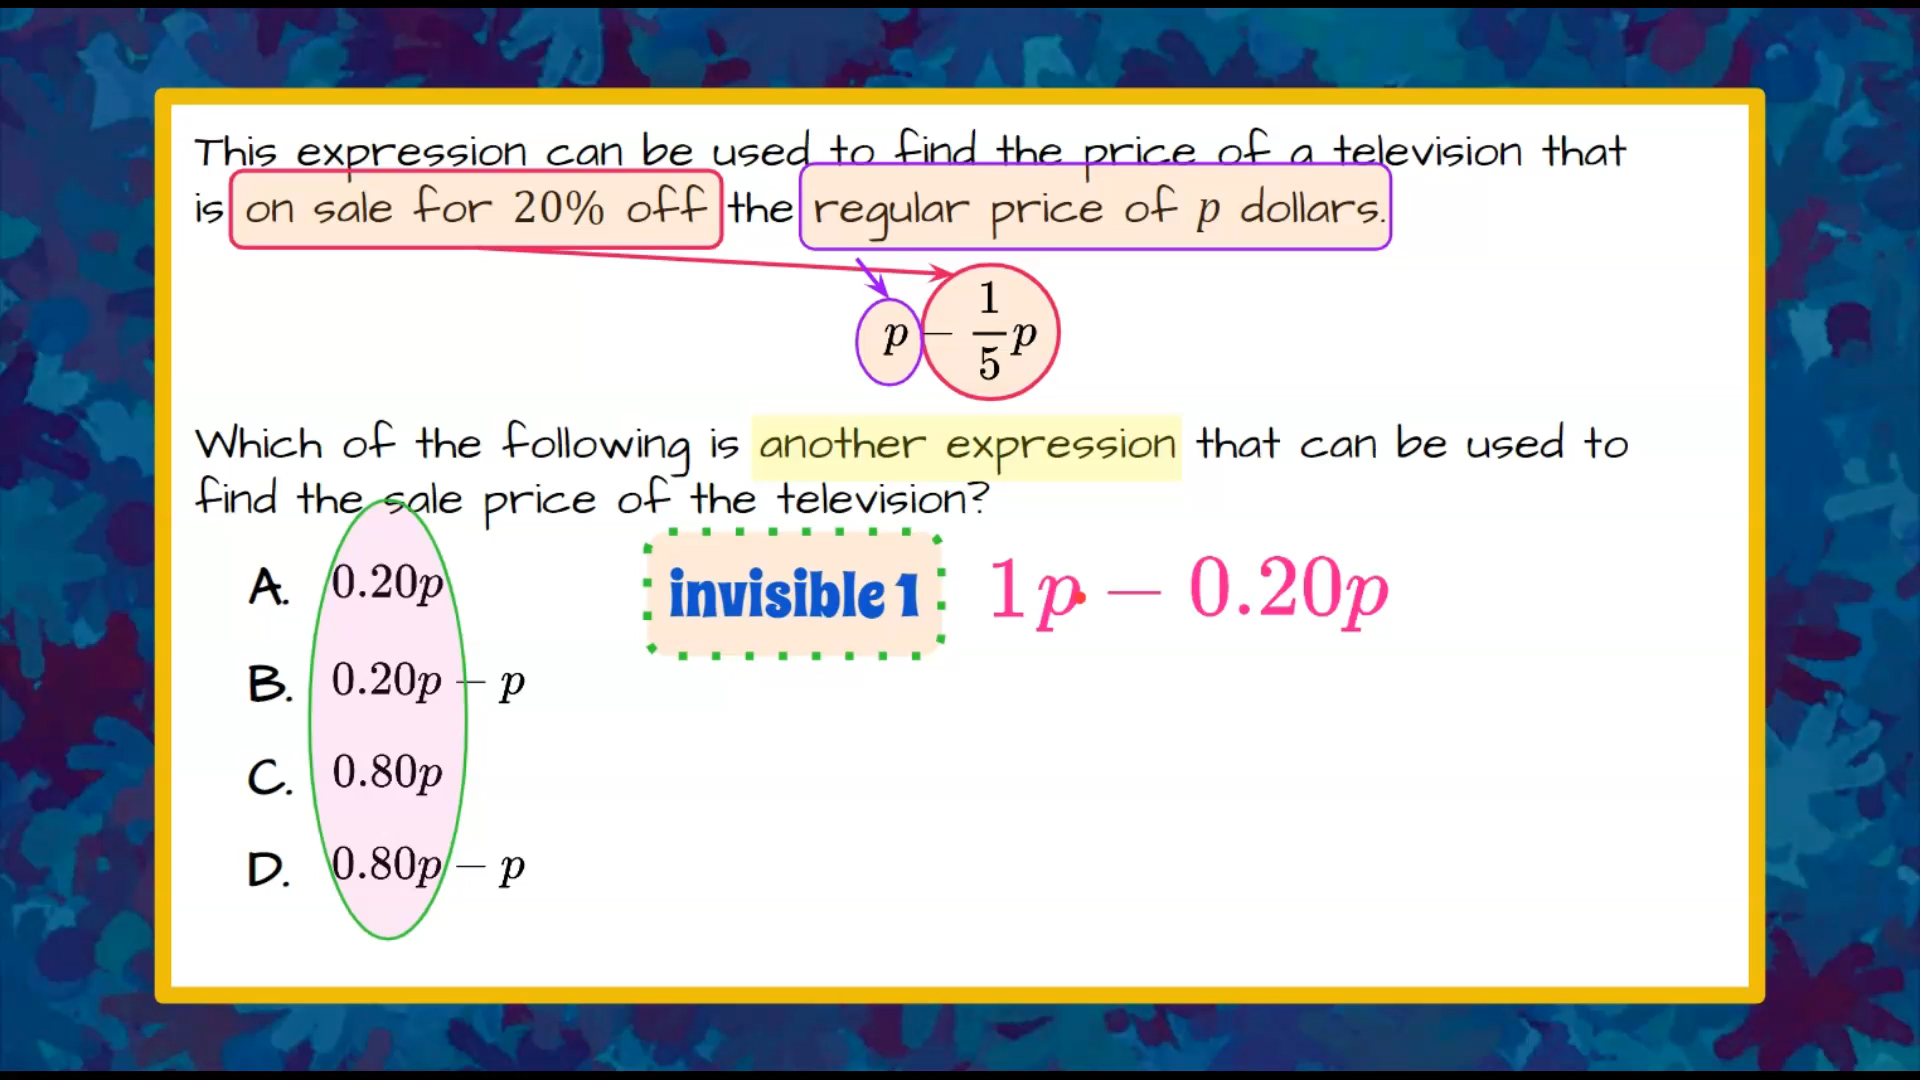 This expression can be used to find the price of a television that
is on sale for 20% off the regular price of p dollars.
p − 1/5 p
Which of the following is another expression that can be used to
find the sale price of the television?
A. 0.20p
invisible 1 1p − 0.20p
B. 0.20p − p
C. 0.80p
D. 0.80p − p